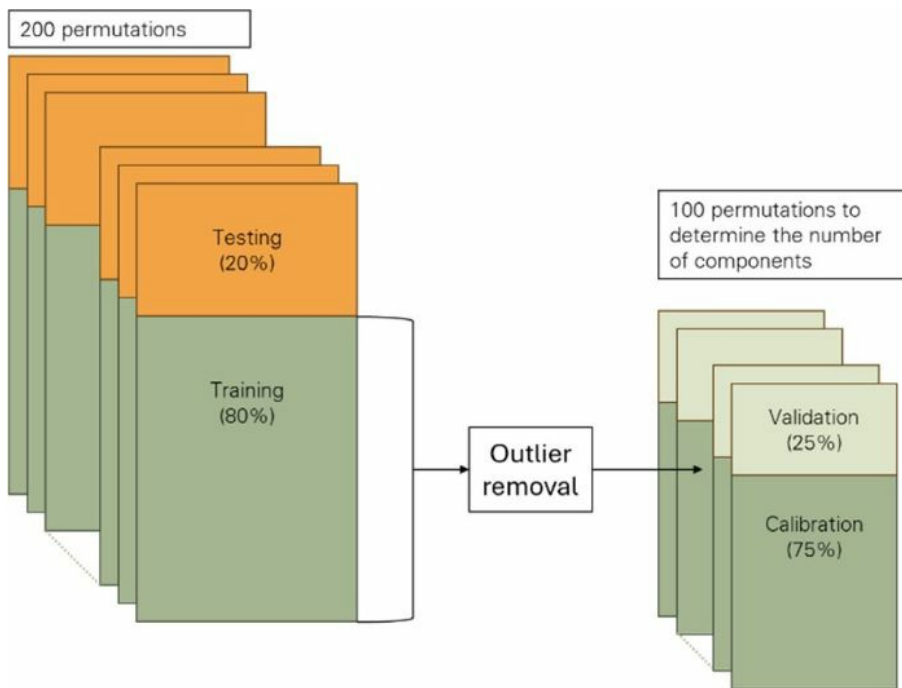 200 permutations
Testing
(20%)
Training
(80%)
Outlier
removal
100 permutations to
determine the number
of components
Validation
(25%)
Calibration
(75%)